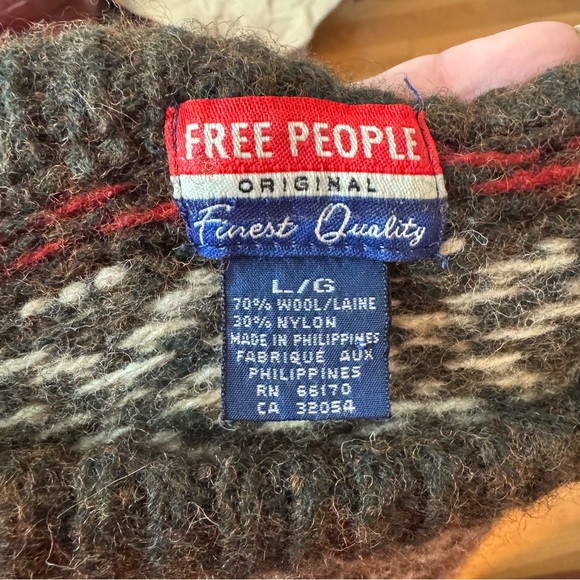 FREE PEOPLE
ORIGINAL
Finest Quality
L/G
70% WOOL/LAINE
30% NYLON
MADE IN PHILIPPINES
FABRIQUÉ AUX
PHILIPPINES
RN 66170
CA 32054